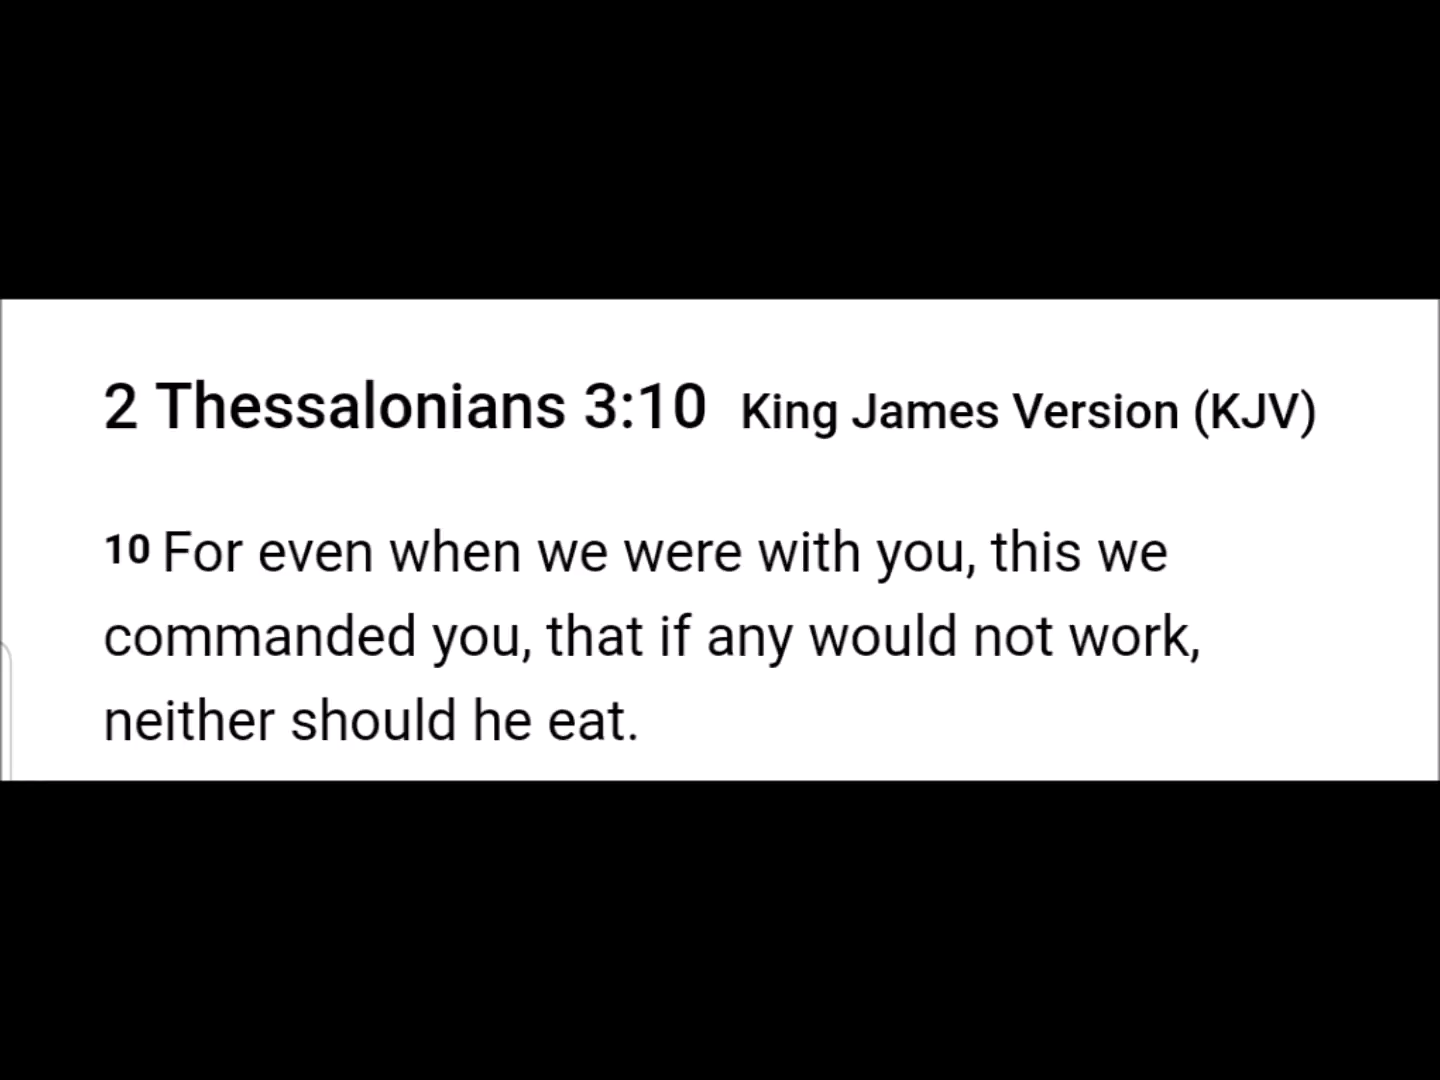 2 Thessalonians 3:10 King James Version (KJV)
10 For even when we were with you, this we
commanded you, that if any would not work,
neither should he eat.